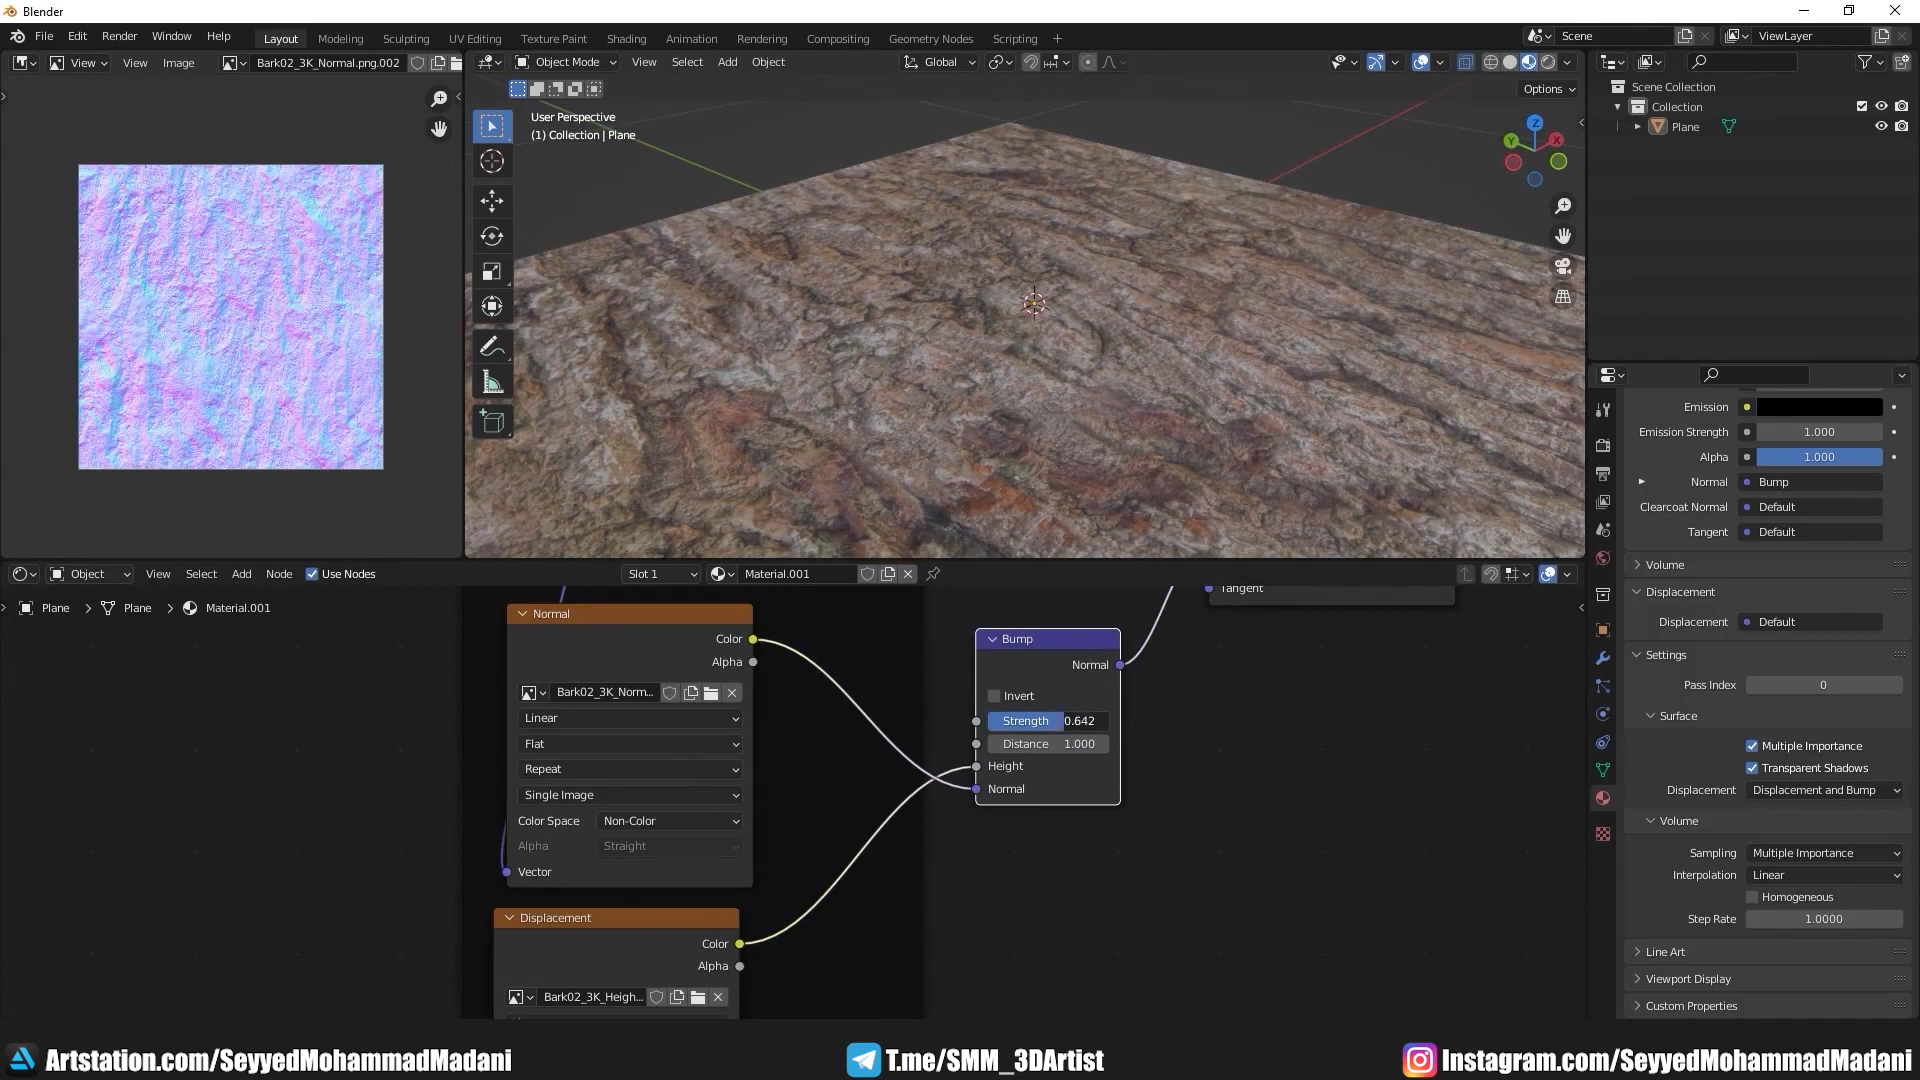 Blender
File Edit Render Window Help
Layout Modeling Sculpting UV Editing Texture Paint Shading Animation Rendering Compositing Geometry Nodes Scripting
Scene
ViewLayer
View View Image
Bark02_3K_Normal.png.002
Object Mode View Select Add Object
Global
Options
User Perspective
(1) Collection | Plane
X
Y
Z
Scene Collection
Collection
Plane
Emission
Emission Strength 1.000
Alpha 1.000
Normal Bump
Clearcoat Normal Default
Tangent Default
Volume
Displacement
Displacement Default
Settings
Pass Index 0
Surface
Multiple Importance
Transparent Shadows
Displacement Displacement and Bump
Volume
Sampling Multiple Importance
Interpolation Linear
Homogeneous
Step Rate 1.0000
Line Art
Viewport Display
Custom Properties
Object View Select Add Node Use Nodes
Slot 1
Material.001
Plane Plane Material.001
Normal
Color
Alpha
Bark02_3K_Norm...
Linear
Flat
Repeat
Single Image
Color Space Non-Color
Alpha Straight
Vector
Displacement
Color
Alpha
Bark02_3K_Heigh...
Tangent
Bump
Normal
Invert
Strength 0.642
Distance 1.000
Height
Normal
Artstation.com/SeyyedMohammadMadani
T.me/SMM_3DArtist
Instagram.com/SeyyedMohammadMadani